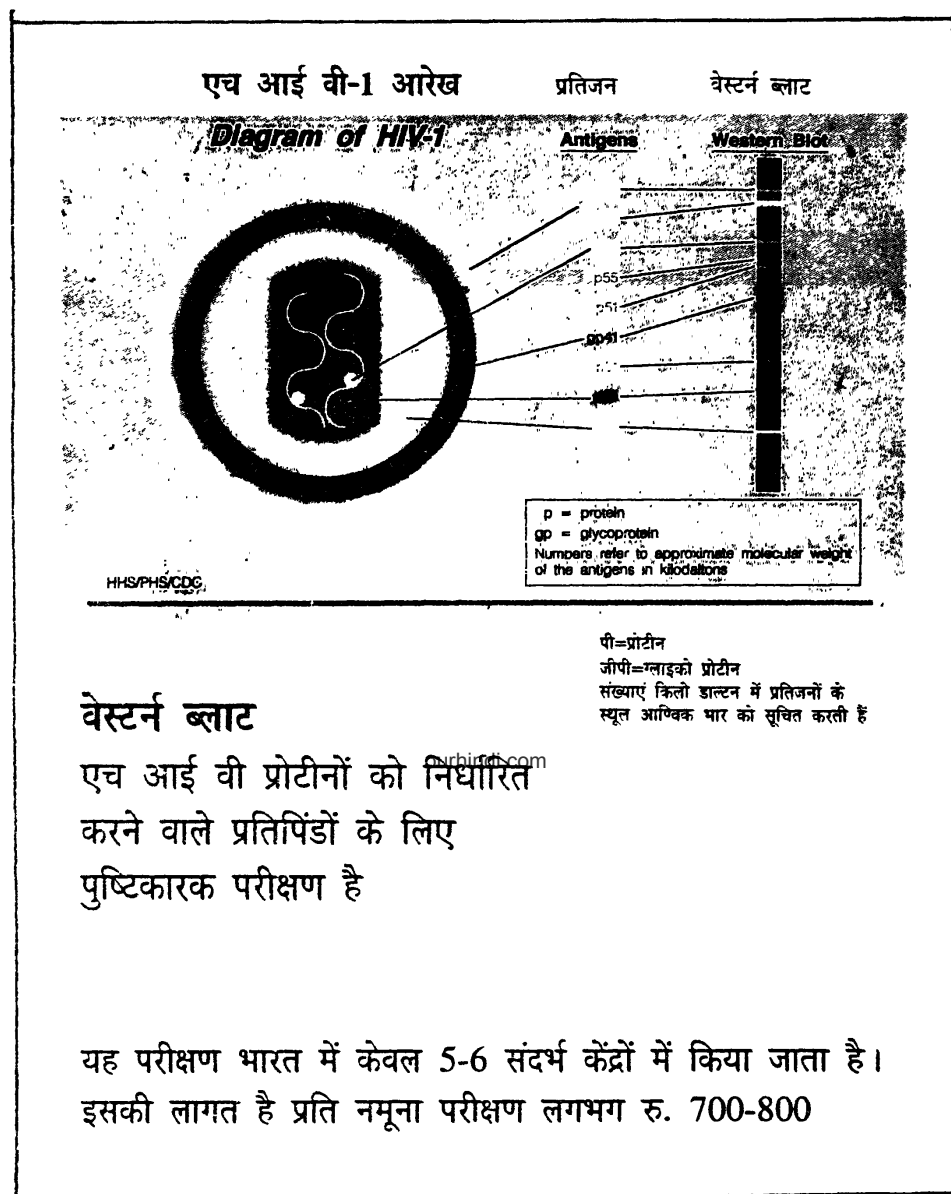 एच आई वी-1 आरेख
प्रतिजन
वेस्टर्न ब्लाट
Diagram of HIV-1
Antigens
Western Blot
p55
p51
gp41
p = protein
gp = glycoprotein
Numbers refer to approximate molecular weight
of the antigens in kilodaltons
HHS/PHS/CDC
पी=प्रोटीन
जीपी=ग्लाइको प्रोटीन
संख्याएं किलो डाल्टन में प्रतिजनों के
स्थूल आण्विक भार को सूचित करती हैं
वेस्टर्न ब्लाट
ourhindi.com
एच आई वी प्रोटीनों को निर्धारित
करने वाले प्रतिपिंडों के लिए
पुष्टिकारक परीक्षण है
यह परीक्षण भारत में केवल 5-6 संदर्भ केंद्रों में किया जाता है।
इसकी लागत है प्रति नमूना परीक्षण लगभग रु. 700-800